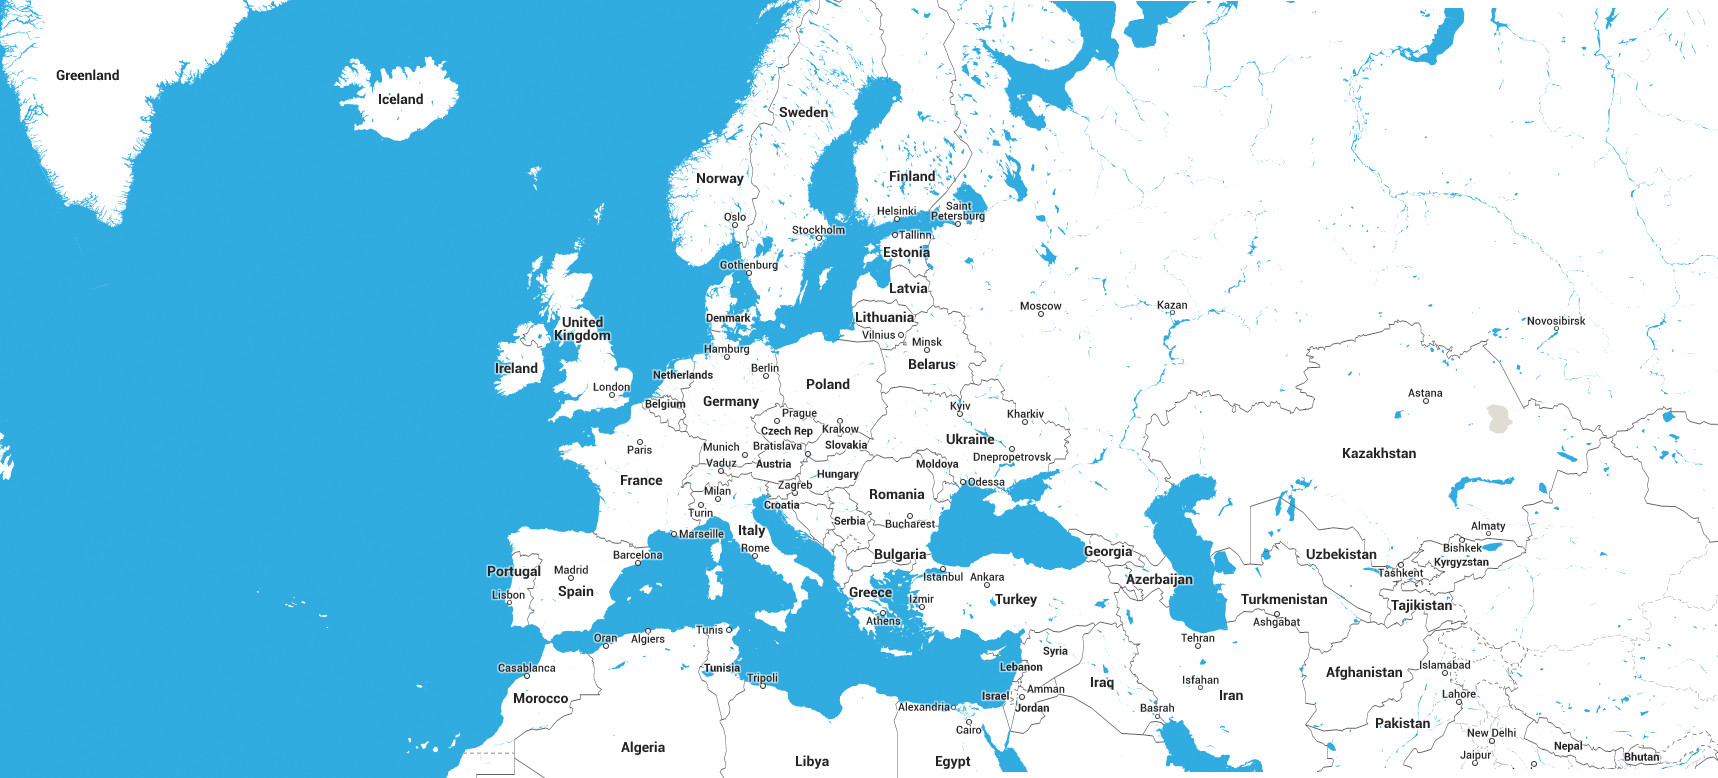 Greenland
Iceland
Sweden
Norway
Finland
Oslo
Helsinki
Saint
Petersburg
Stockholm
Tallinn
Estonia
Gothenburg
Latvia
Denmark
Lithuania
Vilnius
Moscow
Kazan
Novosibirsk
United
Kingdom
Ireland
London
Hamburg
Minsk
Belarus
Netherlands
Berlin
Poland
Belgium
Germany
Prague
Czech Rep
Krakow
Kyiv
Kharkiv
Astana
Paris
Munich
Bratislava
Slovakia
Ukraine
Dnepropetrovsk
Kazakhstan
Vaduz
Austria
Hungary
Moldova
France
Milan
Zagreb
Romania
Odessa
Turin
Croatia
Serbia
Bucharest
Marseille
Italy
Rome
Almaty
Bishkek
Barcelona
Bulgaria
Georgia
Uzbekistan
Kyrgyzstan
Portugal
Madrid
Spain
Istanbul
Ankara
Azerbaijan
Tashkent
Lisbon
Greece
Izmir
Turkey
Turkmenistan
Tajikistan
Athens
Ashgabat
Oran
Algiers
Tunis
Tehran
Casablanca
Tunisia
Tripoli
Syria
Lebanon
Afghanistan
Islamabad
Morocco
Israel
Amman
Iraq
Isfahan
Iran
Lahore
Alexandria
Jordan
Basrah
Cairo
Pakistan
New Delhi
Algeria
Libya
Egypt
Jaipur
Nepal
Bhutan